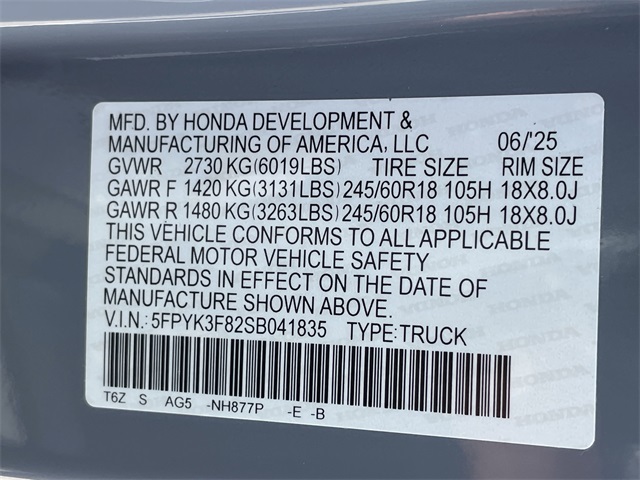 MFD. BY HONDA DEVELOPMENT &
MANUFACTURING OF AMERICA, LLC 06/'25
GVWR 2730 KG(6019LBS) TIRE SIZE RIM SIZE
GAWR F 1420 KG(3131LBS) 245/60R18 105H 18X8.0J
GAWR R 1480 KG(3263LBS) 245/60R18 105H 18X8.0J
THIS VEHICLE CONFORMS TO ALL APPLICABLE
FEDERAL MOTOR VEHICLE SAFETY
STANDARDS IN EFFECT ON THE DATE OF
MANUFACTURE SHOWN ABOVE.
V.I.N.: 5FPYK3F82SB041835 TYPE:TRUCK
T6Z S AG5 -NH877P -E -B